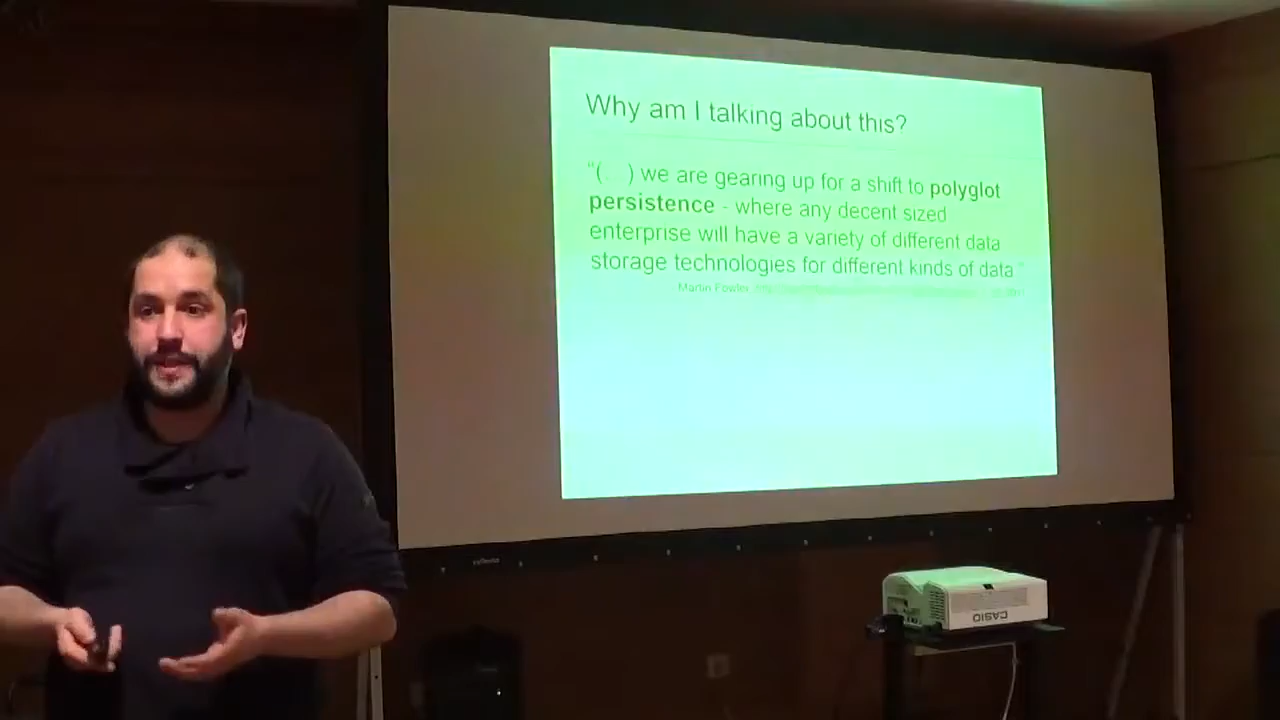 Why am I talking about this?
"(. ) we are gearing up for a shift to polyglot
persistence - where any decent sized
enterprise will have a variety of different data
storage technologies for different kinds of data."
Martin Fowler,
CASIO